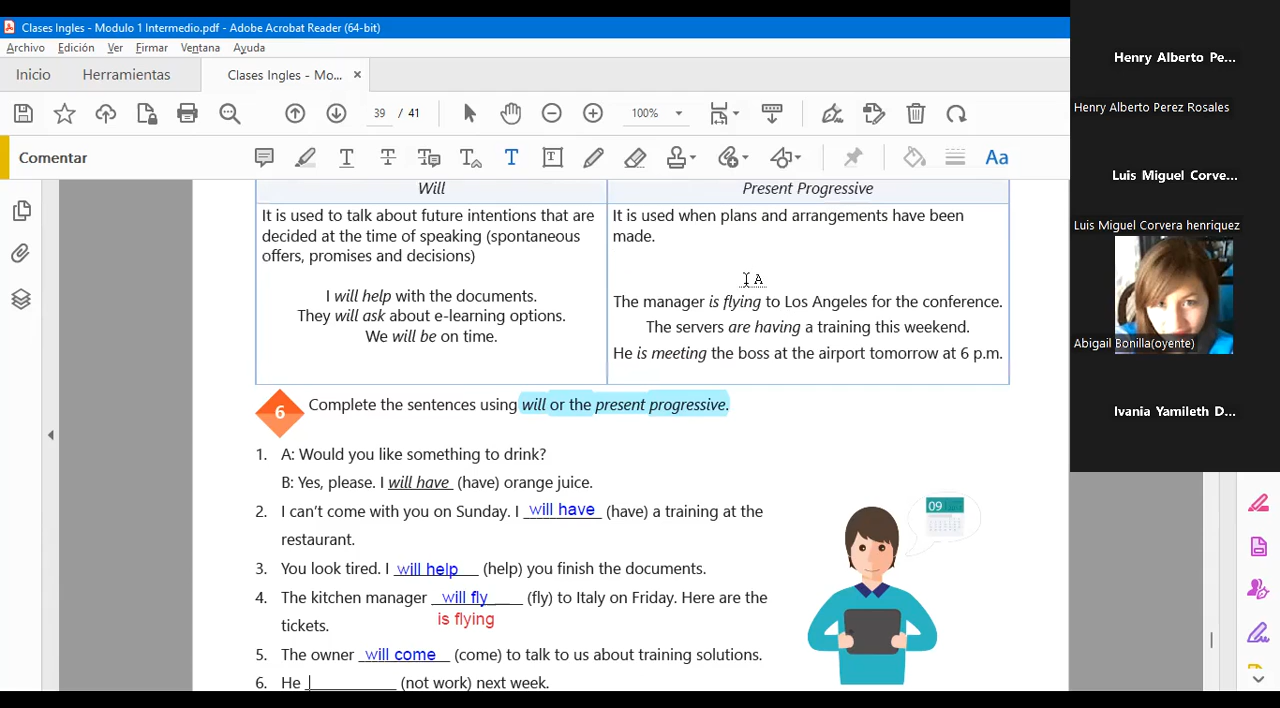 Clases Ingles - Modulo 1 Intermedio.pdf - Adobe Acrobat Reader (64-bit)
Archivo Edición Ver Firmar Ventana Ayuda
Inicio Herramientas Clases Ingles - Mo... ×
39 / 41 100%
Comentar
Will Present Progressive
It is used to talk about future intentions that are
decided at the time of speaking (spontaneous
offers, promises and decisions)
I will help with the documents.
They will ask about e-learning options.
We will be on time.
It is used when plans and arrangements have been
made.
The manager is flying to Los Angeles for the conference.
The servers are having a training this weekend.
He is meeting the boss at the airport tomorrow at 6 p.m.
6 Complete the sentences using will or the present progressive.
1. A: Would you like something to drink?
B: Yes, please. I will have (have) orange juice.
2. I can't come with you on Sunday. I will have (have) a training at the
restaurant.
3. You look tired. I will help (help) you finish the documents.
4. The kitchen manager will fly (fly) to Italy on Friday. Here are the
tickets. is flying
5. The owner will come (come) to talk to us about training solutions.
6. He ___________ (not work) next week.
09
Henry Alberto Pe...
Henry Alberto Perez Rosales
Luis Miguel Corve...
Luis Miguel Corvera henriquez
Abigail Bonilla(oyente)
Ivania Yamileth D...